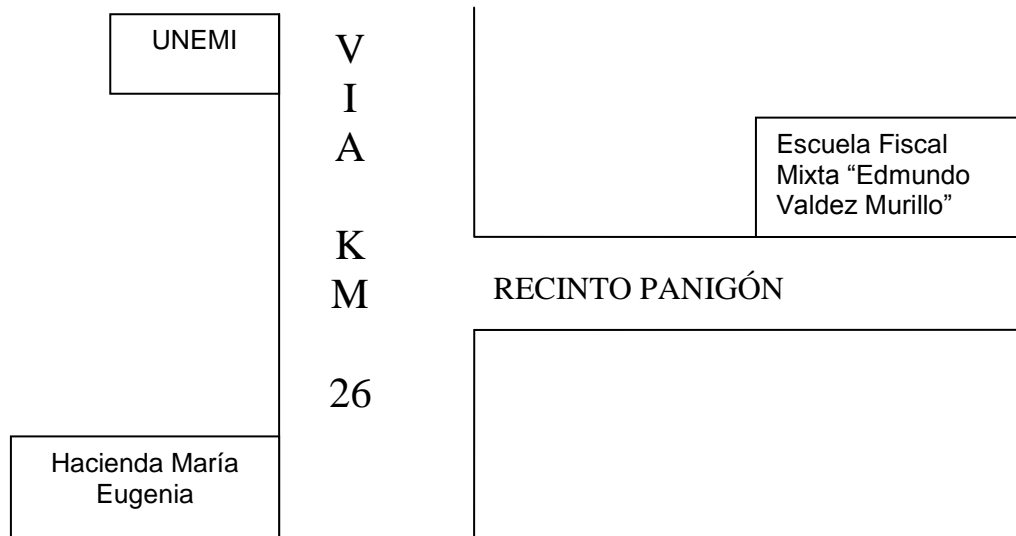 UNEMI
V
I
A
K
M
26
Escuela Fiscal
Mixta “Edmundo
Valdez Murillo”
RECINTO PANIGÓN
Hacienda María
Eugenia